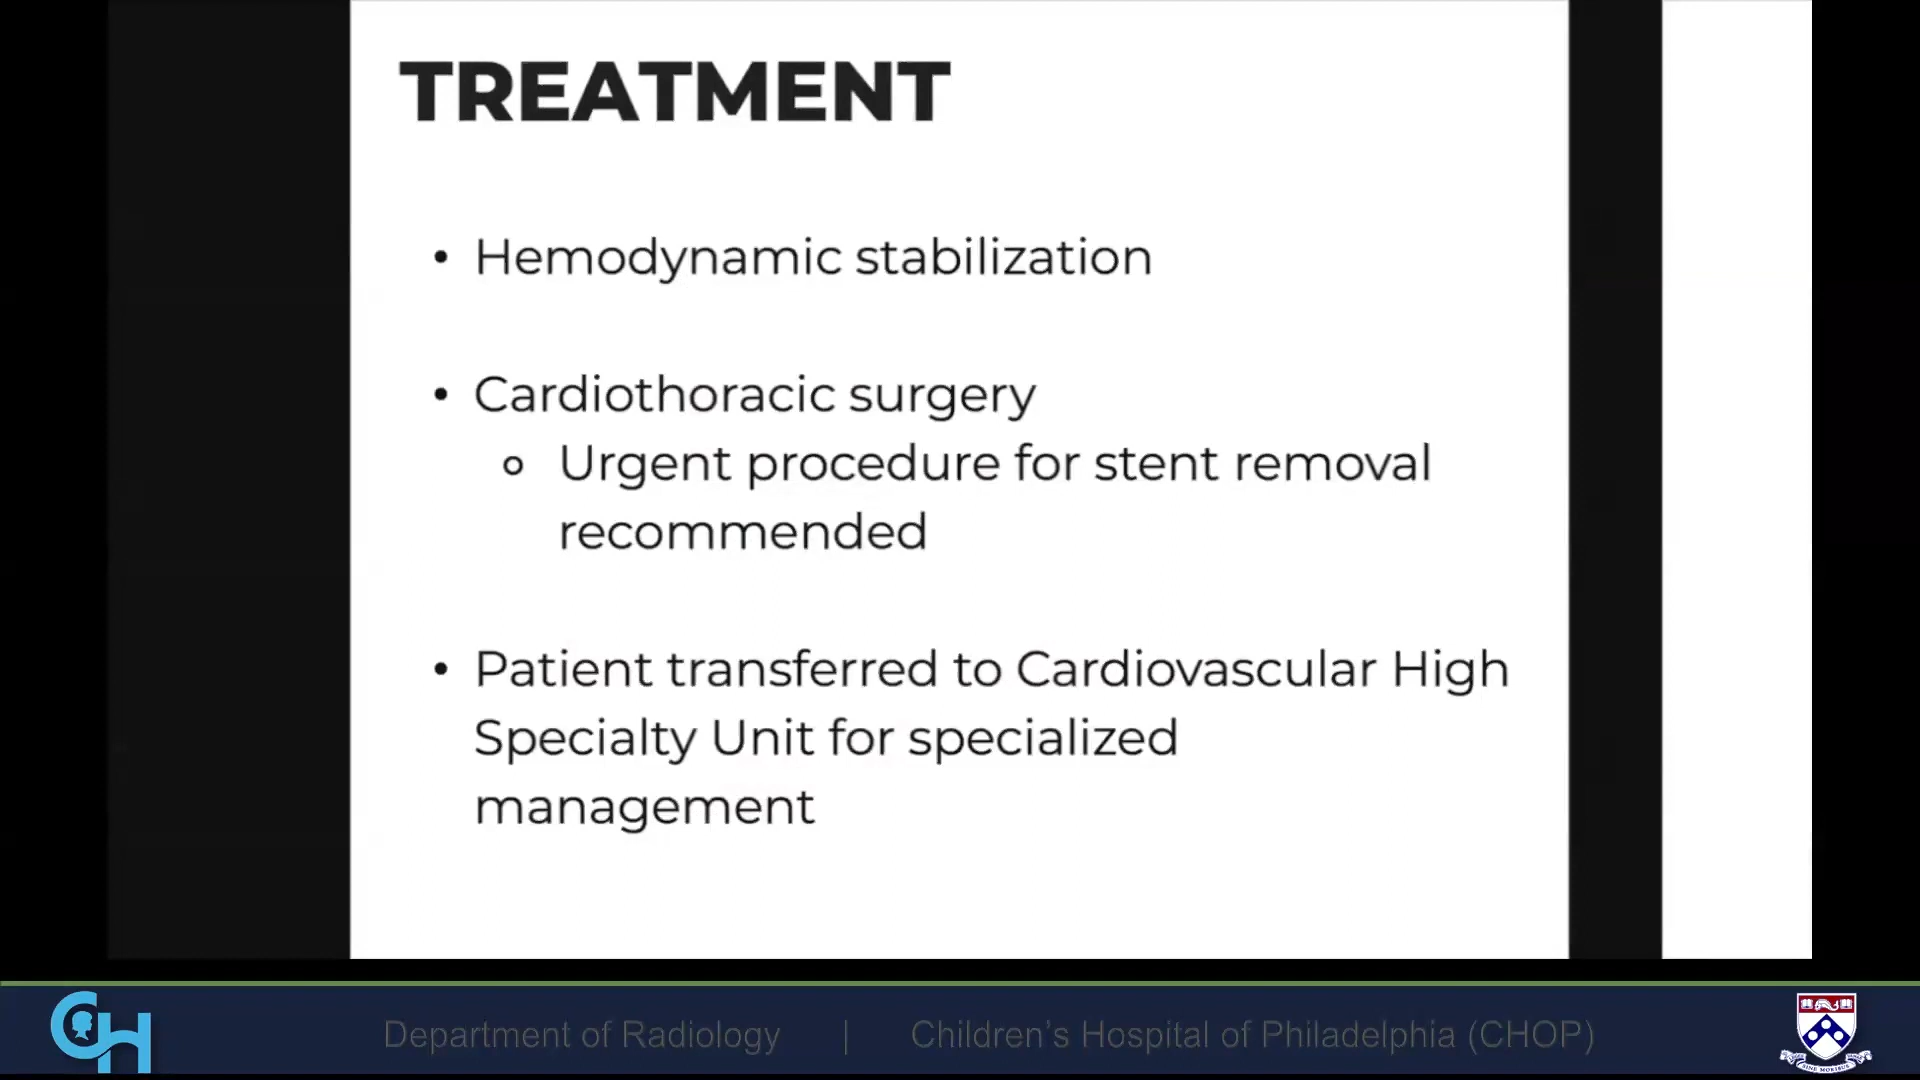 TREATMENT
• Hemodynamic stabilization
• Cardiothoracic surgery
o Urgent procedure for stent removal
recommended
• Patient transferred to Cardiovascular High
Specialty Unit for specialized
management
CH
Department of Radiology | Children's Hospital of Philadelphia (CHOP)